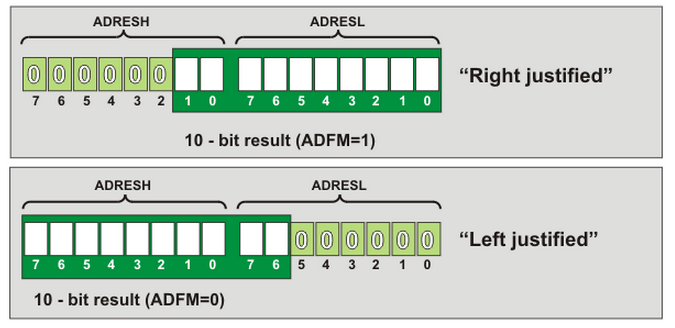 ADRESH ADRESL
0 0 0 0 0 0 “Right justified”
7 6 5 4 3 2 1 0 7 6 5 4 3 2 1 0
10 - bit result (ADFM=1)
ADRESH ADRESL
0 0 0 0 0 0 “Left justified”
7 6 5 4 3 2 1 0 7 6 5 4 3 2 1 0
10 - bit result (ADFM=0)